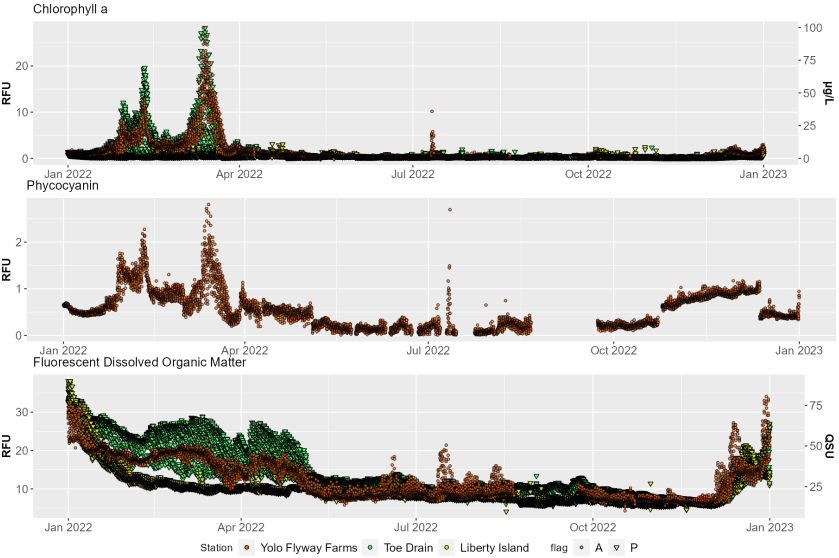 Chlorophyll a
RFU
20
10
0
100
75
50
25
0
µg/L
Jan 2022 Apr 2022 Jul 2022 Oct 2022 Jan 2023
Phycocyanin
RFU
2
1
0
Jan 2022 Apr 2022 Jul 2022 Oct 2022 Jan 2023
Fluorescent Dissolved Organic Matter
RFU
30
20
10
75
50
25
QSU
Jan 2022 Apr 2022 Jul 2022 Oct 2022 Jan 2023
Station Yolo Flyway Farms Toe Drain Liberty Island flag A P